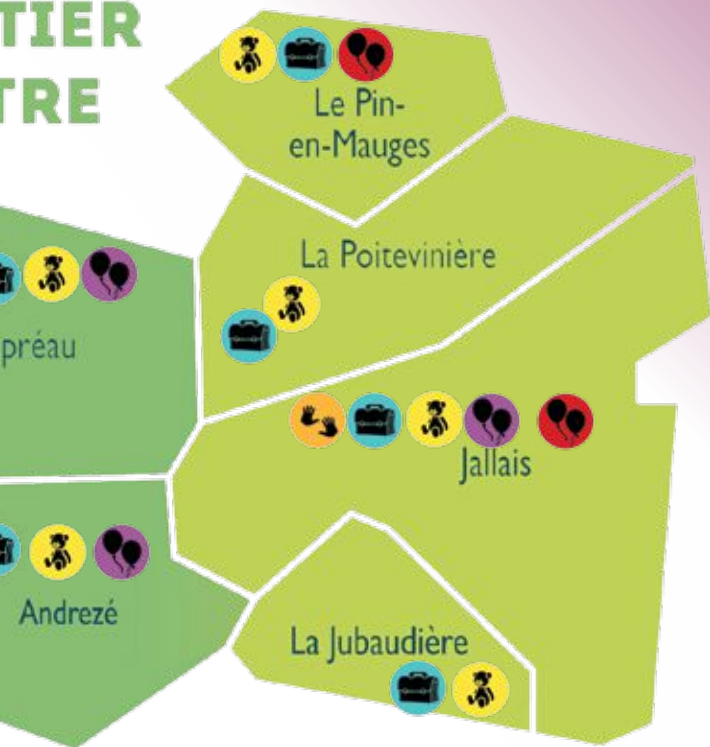 TIER
TRE
Le Pin-
en-Mauges
La Poitevinière
préau
Jallais
Andrezé
La Jubaudière